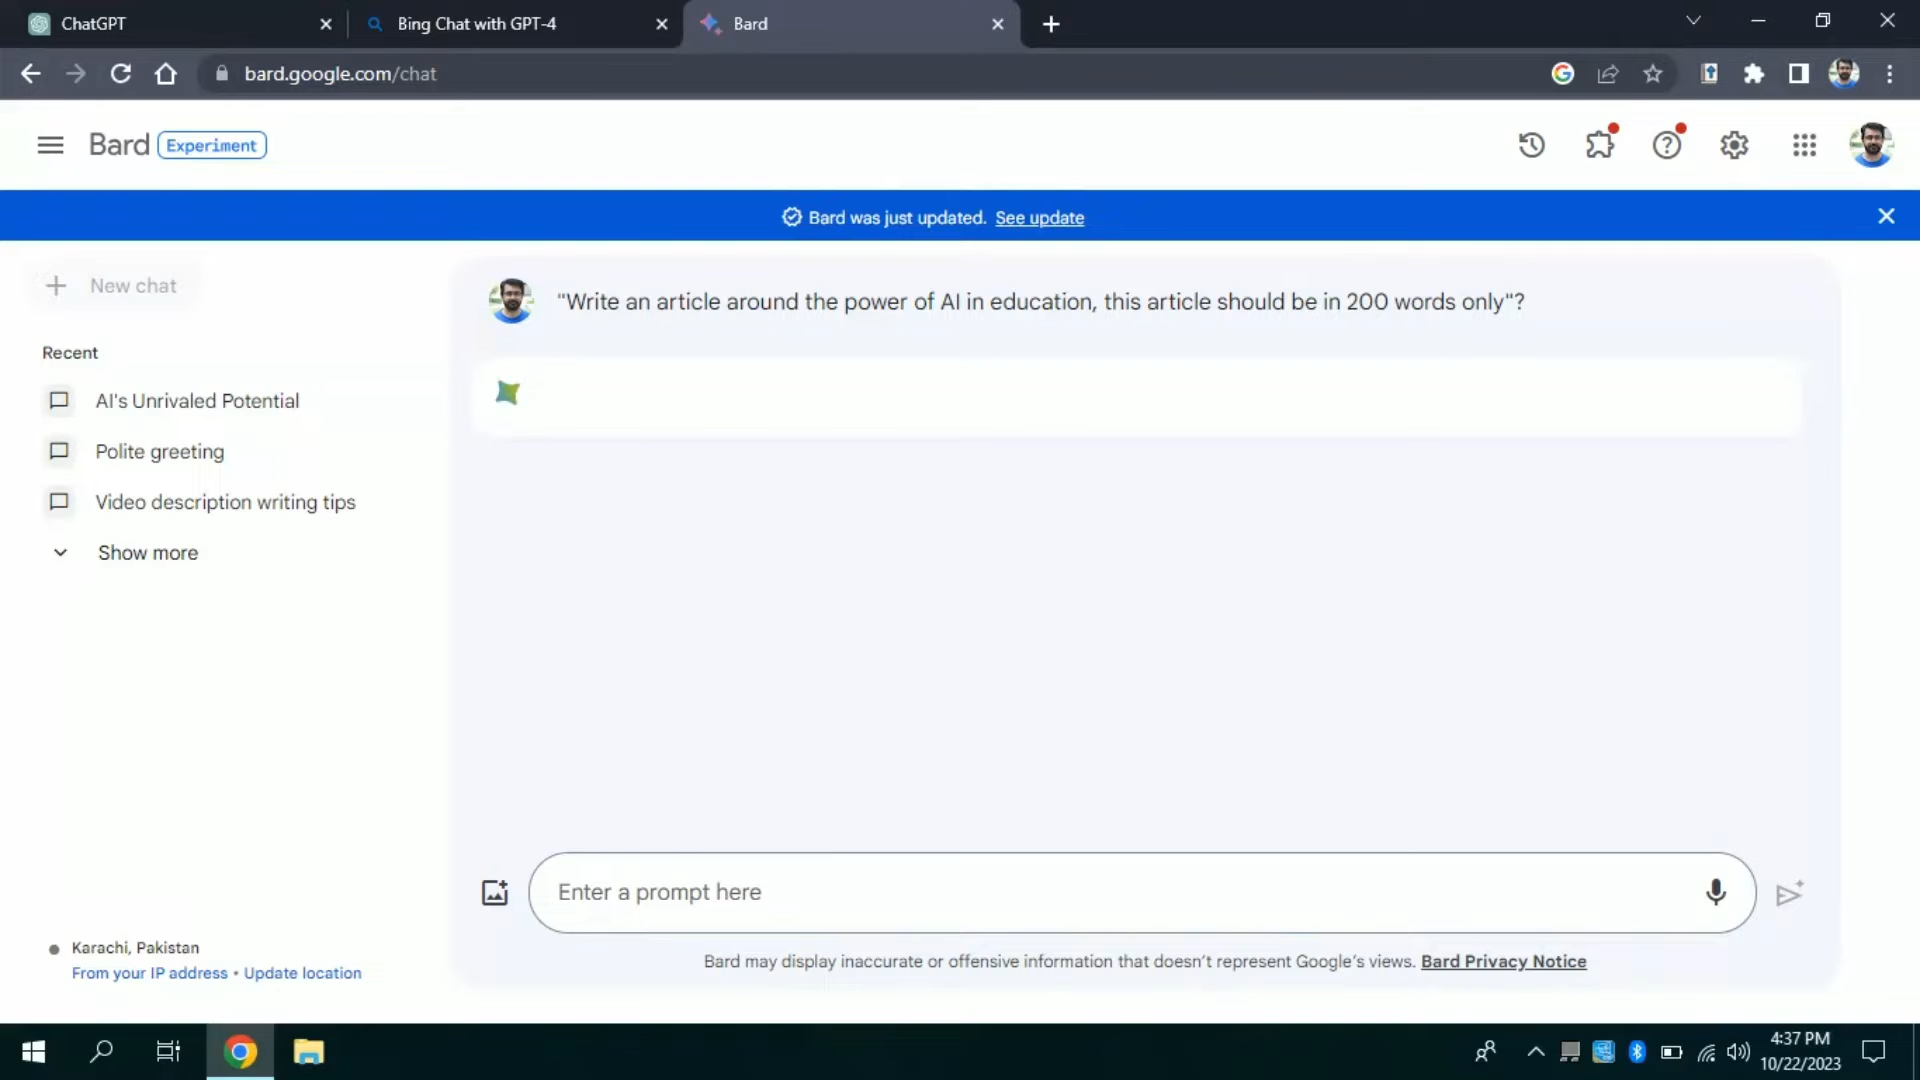 ChatGPT
Bing Chat with GPT-4
Bard
bard.google.com/chat
Bard Experiment
Bard was just updated. See update
New chat
"Write an article around the power of AI in education, this article should be in 200 words only"?
Recent
AI's Unrivaled Potential
Polite greeting
Video description writing tips
Show more
Enter a prompt here
Karachi, Pakistan
From your IP address • Update location
Bard may display inaccurate or offensive information that doesn't represent Google's views. Bard Privacy Notice
4:37 PM
10/22/2023